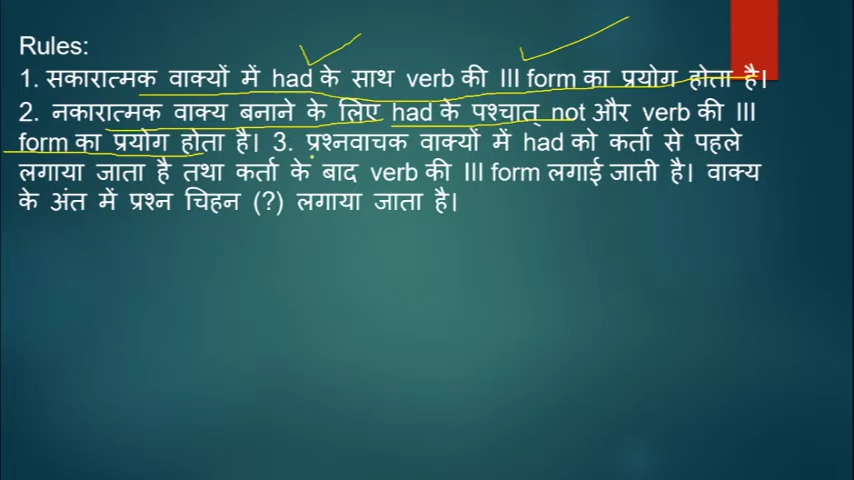 Rules:
1. सकारात्मक वाक्यों में had के साथ verb की III form का प्रयोग होता है।
2. नकारात्मक वाक्य बनाने के लिए had के पश्चात् not और verb की III
form का प्रयोग होता है। 3. प्रश्नवाचक वाक्यों में had को कर्ता से पहले
लगाया जाता है तथा कर्ता के बाद verb की III form लगाई जाती है। वाक्य
के अंत में प्रश्न चिहन (?) लगाया जाता है।